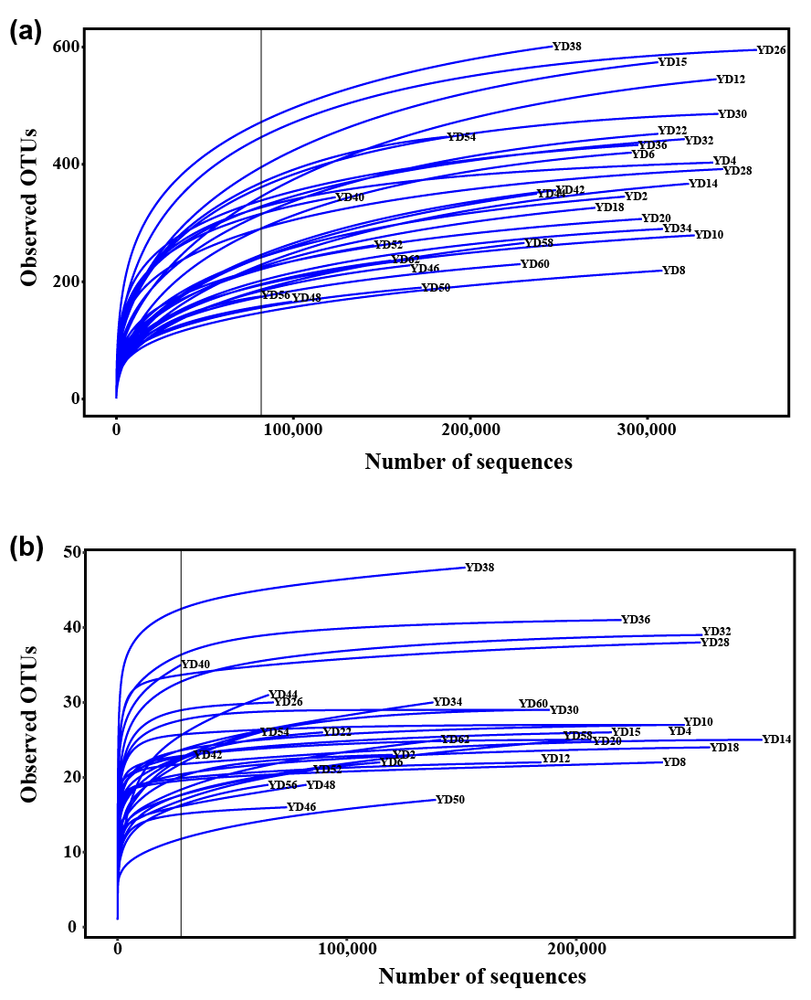 (a)
600
400
200
0
Observed OTUs
YD38
YD26
YD15
YD12
YD30
YD22
YD54
YD32
YD36
YD6
YD4
YD28
YD14
YD42
YD44
YD40
YD2
YD18
YD20
YD34
YD10
YD52
YD58
YD62
YD60
YD46
YD8
YD50
YD56
YD48
0
100,000
200,000
300,000
Number of sequences
(b)
50
40
30
20
10
0
Observed OTUs
YD38
YD36
YD32
YD28
YD40
YD44
YD26
YD34
YD60
YD30
YD10
YD4
YD54
YD22
YD15
YD58
YD20
YD62
YD14
YD18
YD42
YD2
YD6
YD12
YD8
YD52
YD56
YD48
YD46
YD50
0
100,000
200,000
Number of sequences